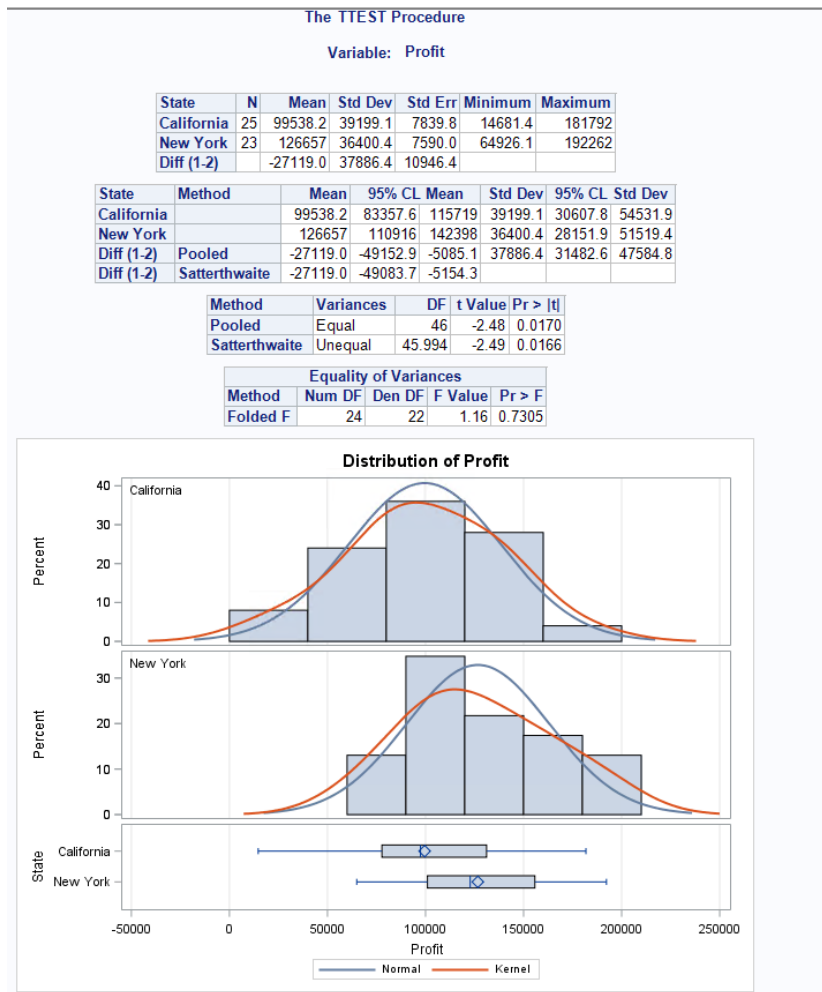 The TTEST Procedure
Variable: Profit
State N Mean Std Dev Std Err Minimum Maximum
California 25 99538.2 39199.1 7839.8 14681.4 181792
New York 23 126657 36400.4 7590.0 64926.1 192262
Diff (1-2) -27119.0 37886.4 10946.4
State Method Mean 95% CL Mean Std Dev 95% CL Std Dev
California 99538.2 83357.6 115719 39199.1 30607.8 54531.9
New York 126657 110916 142398 36400.4 28151.9 51519.4
Diff (1-2) Pooled -27119.0 -49152.9 -5085.1 37886.4 31482.6 47584.8
Diff (1-2) Satterthwaite -27119.0 -49083.7 -5154.3
Method Variances DF t Value Pr > |t|
Pooled Equal 46 -2.48 0.0170
Satterthwaite Unequal 45.994 -2.49 0.0166
Equality of Variances
Method Num DF Den DF F Value Pr > F
Folded F 24 22 1.16 0.7305
Distribution of Profit
California
Percent
40
30
20
10
0
New York
Percent
30
20
10
0
State
California
New York
-50000 0 50000 100000 150000 200000 250000
Profit
Normal Kernel